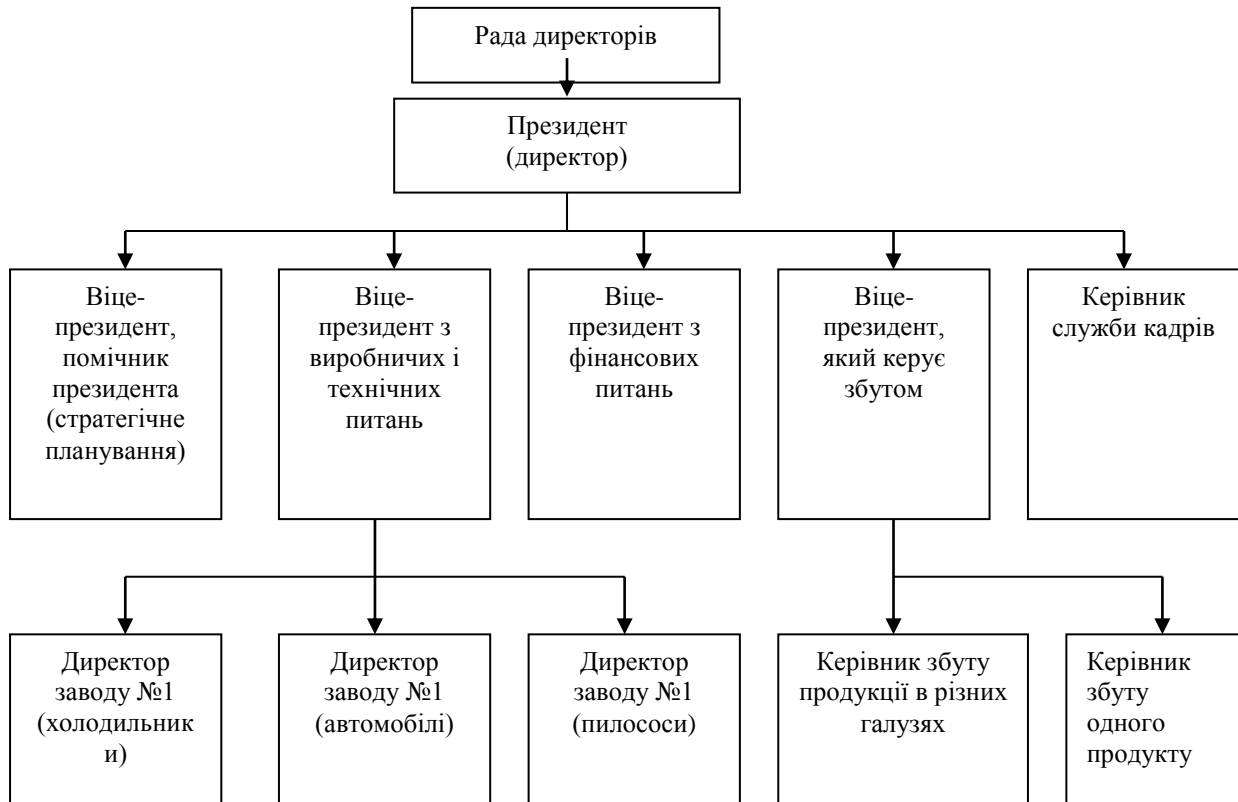 Рада директорів
Президент
(директор)
Віце-
президент,
помічник
президента
(стратегічне
планування)
Віце-
президент з
виробничих і
технічних
питань
Віце-
президент з
фінансових
питань
Віце-
президент,
який керує
збутом
Керівник
служби кадрів
Директор
заводу №1
(холодильник
и)
Директор
заводу №1
(автомобілі)
Директор
заводу №1
(пилососи)
Керівник збуту
продукції в різних
галузях
Керівник
збуту
одного
продукту